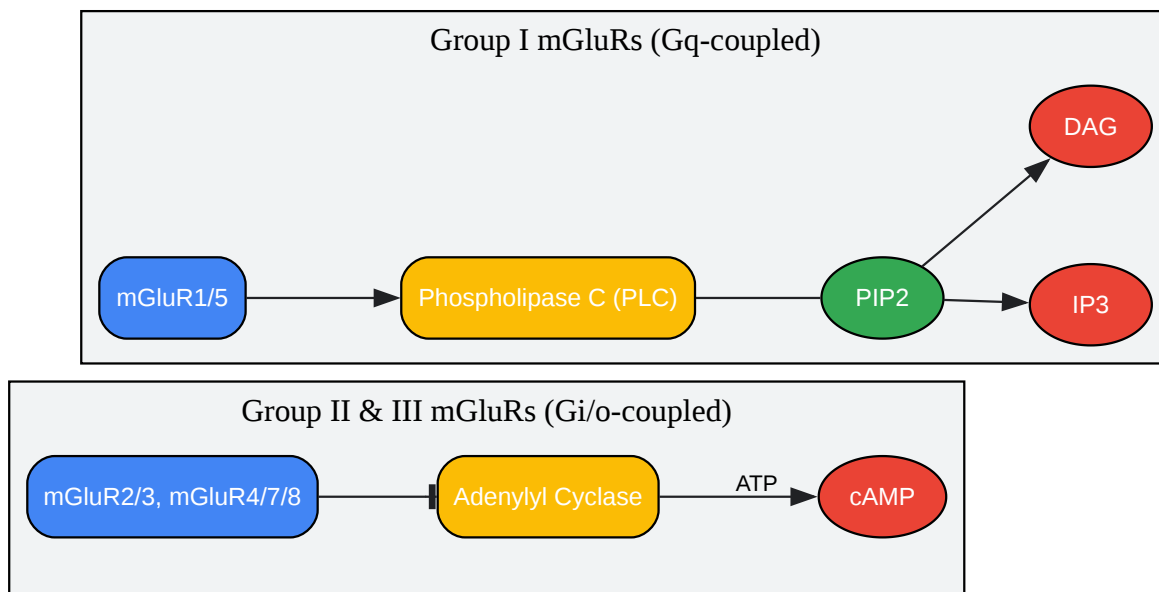 Group I mGluRs (Gq-coupled)
DAG
mGluR1/5
Phospholipase C (PLC)
PIP2
IP3
Group II & III mGluRs (Gi/o-coupled)
mGluR2/3, mGluR4/7/8
Adenylyl Cyclase
ATP
cAMP